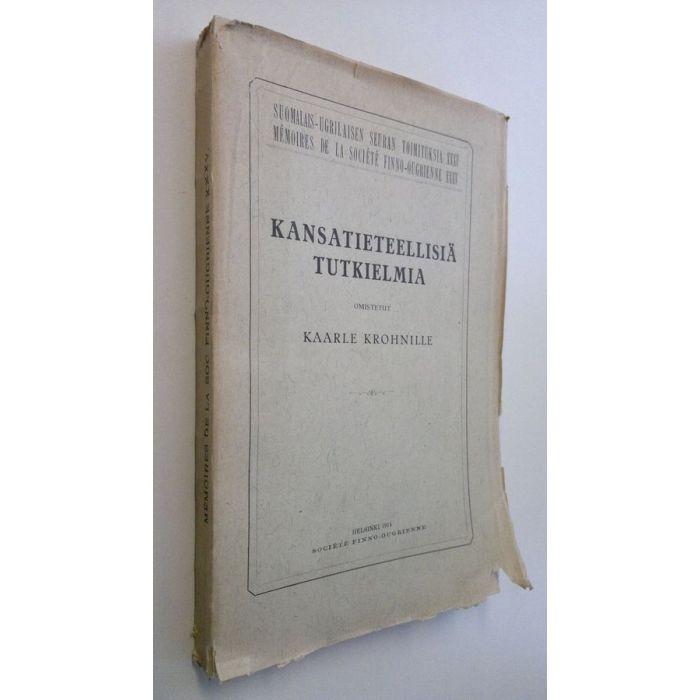 SUOMALAIS-UGRILAISEN SEURAN TOIMITUKSIA XXXV
MÉMOIRES DE LA SOCIÉTÉ FINNO-OUGRIENNE XXXV
KANSATIETEELLISIÄ
TUTKIELMIA
OMISTETUT
KAARLE KROHNILLE
HELSINKI 1914
SOCIÉTÉ FINNO-OUGRIENNE
MÉMOIRES DE LA SOC FINNO-OUGRIENNE XXXV.